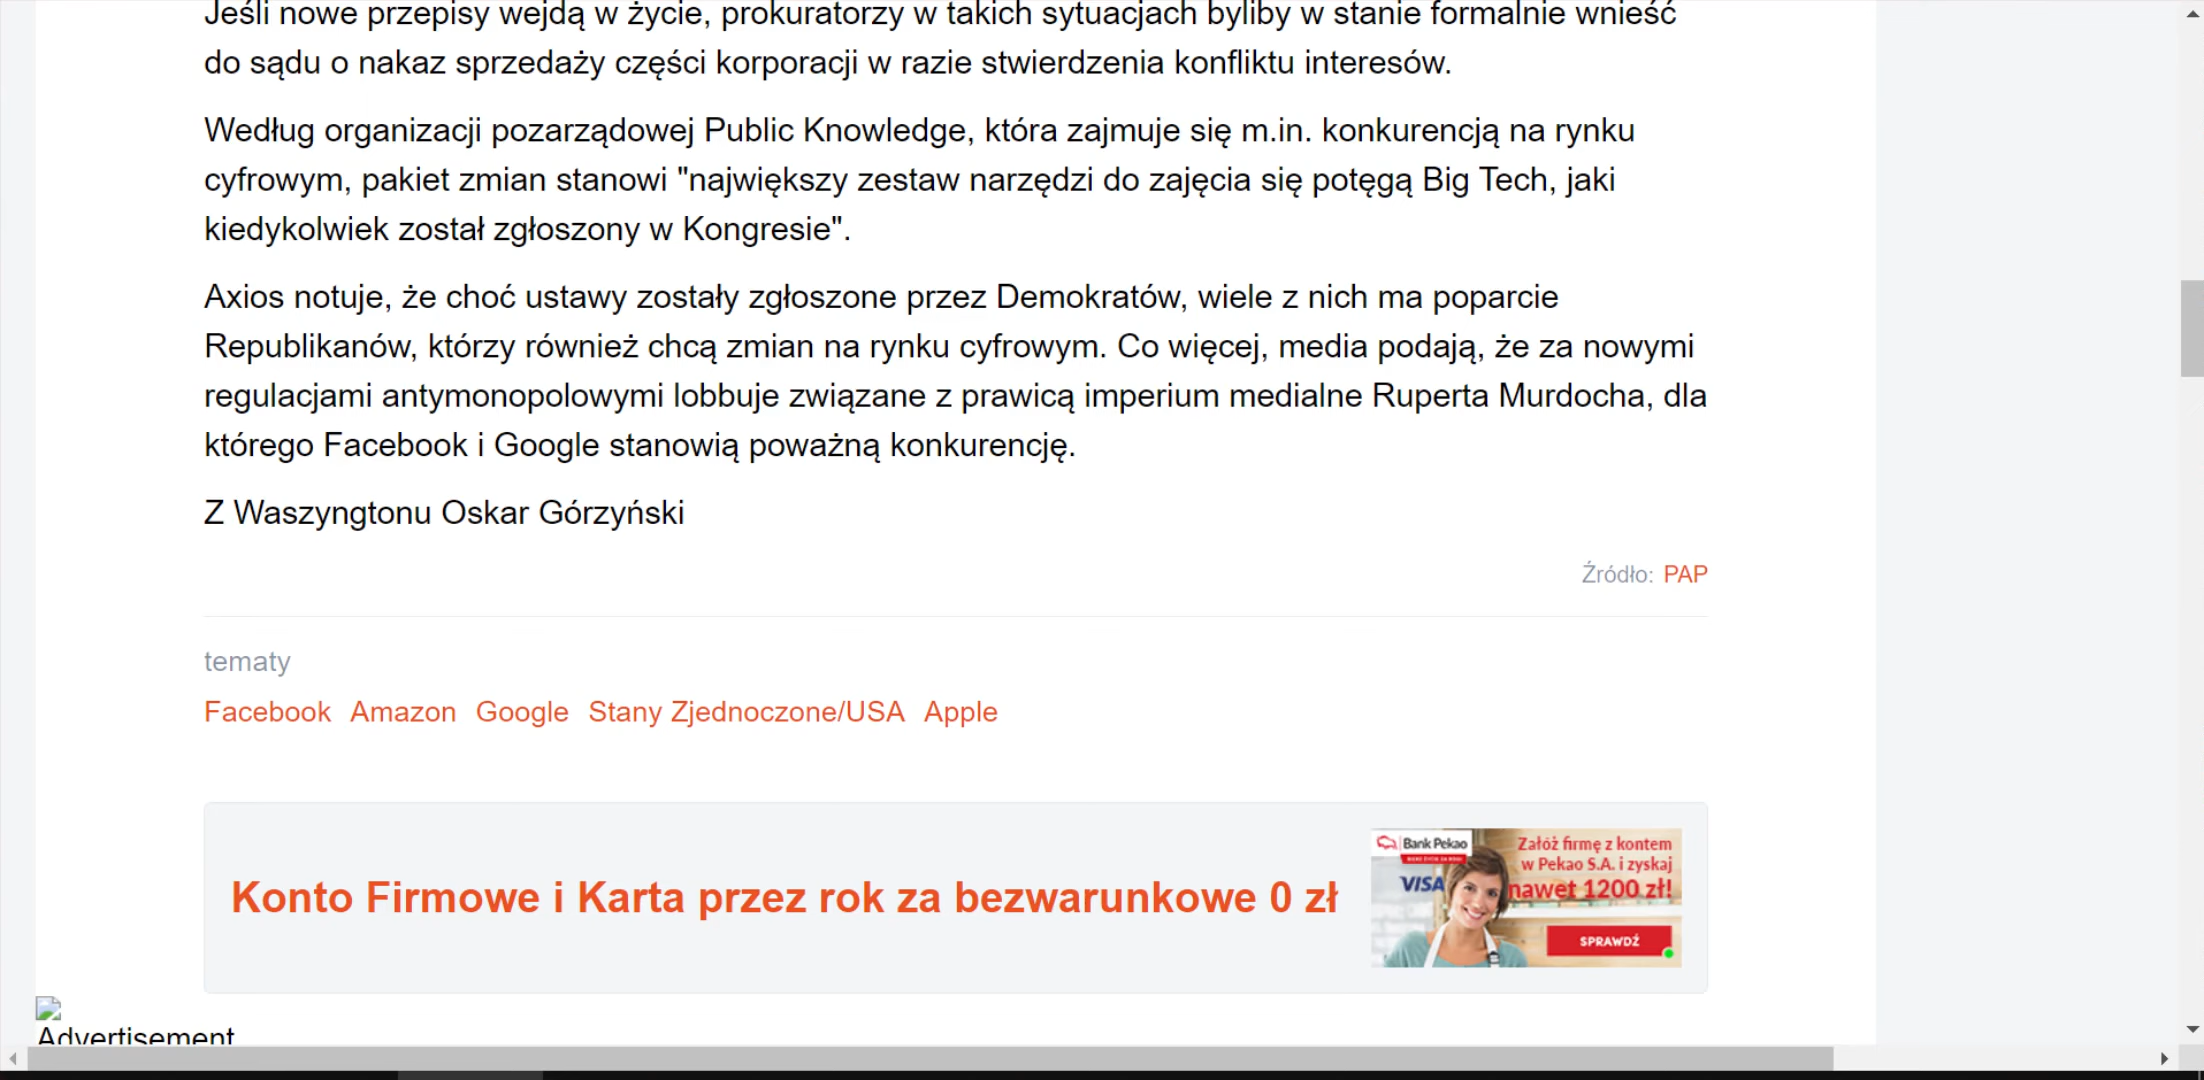 Jeśli nowe przepisy wejdą w życie, prokuratorzy w takich sytuacjach byliby w stanie formalnie wnieść
do sądu o nakaz sprzedaży części korporacji w razie stwierdzenia konfliktu interesów.
Według organizacji pozarządowej Public Knowledge, która zajmuje się m.in. konkurencją na rynku
cyfrowym, pakiet zmian stanowi "największy zestaw narzędzi do zajęcia się potęgą Big Tech, jaki
kiedykolwiek został zgłoszony w Kongresie".
Axios notuje, że choć ustawy zostały zgłoszone przez Demokratów, wiele z nich ma poparcie
Republikanów, którzy również chcą zmian na rynku cyfrowym. Co więcej, media podają, że za nowymi
regulacjami antymonopolowymi lobbuje związane z prawicą imperium medialne Ruperta Murdocha, dla
którego Facebook i Google stanowią poważną konkurencję.
Z Waszyngtonu Oskar Górzyński
Źródło: PAP
tematy
Facebook Amazon Google Stany Zjednoczone/USA Apple
Konto Firmowe i Karta przez rok za bezwarunkowe 0 zł
Bank Pekao
VISA
Załóż firmę z kontem
w Pekao S.A. i zyskaj
nawet 1200 zł!
SPRAWDŹ
Advertisement